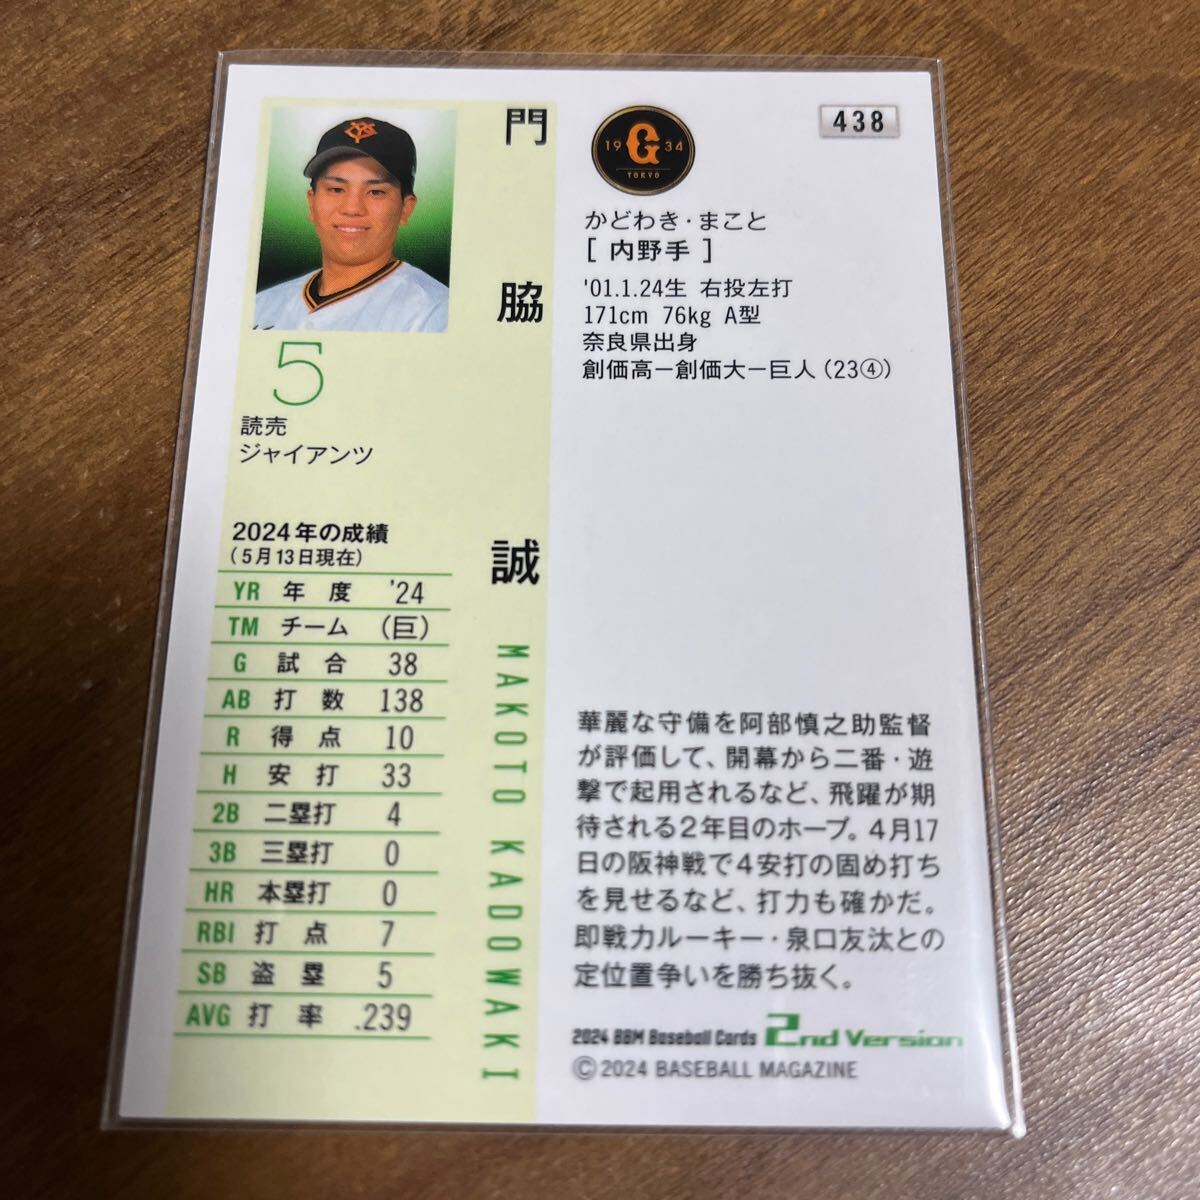 門脇誠
MAKOTO KADOWAKI
5
読売
ジャイアンツ
2024年の成績
(5月13日現在)
YR 年度 '24
TM チーム (巨)
G 試合 38
AB 打数 138
R 得点 10
H 安打 33
2B 二塁打 4
3B 三塁打 0
HR 本塁打 0
RBI 打点 7
SB 盗塁 5
AVG 打率 .239
19 G 34
TOKYO
438
かどわき・まこと
[ 内野手 ]
'01.1.24生 右投左打
171cm 76kg A型
奈良県出身
創価高－創価大－巨人(23④)
華麗な守備を阿部慎之助監督
が評価して、開幕から二番・遊
撃で起用されるなど、飛躍が期
待される2年目のホープ。4月17
日の阪神戦で4安打の固め打ち
を見せるなど、打力も確かだ。
即戦力ルーキー・泉口友汰との
定位置争いを勝ち抜く。
2024 BBM Baseball Cards 2nd Version
©2024 BASEBALL MAGAZINE